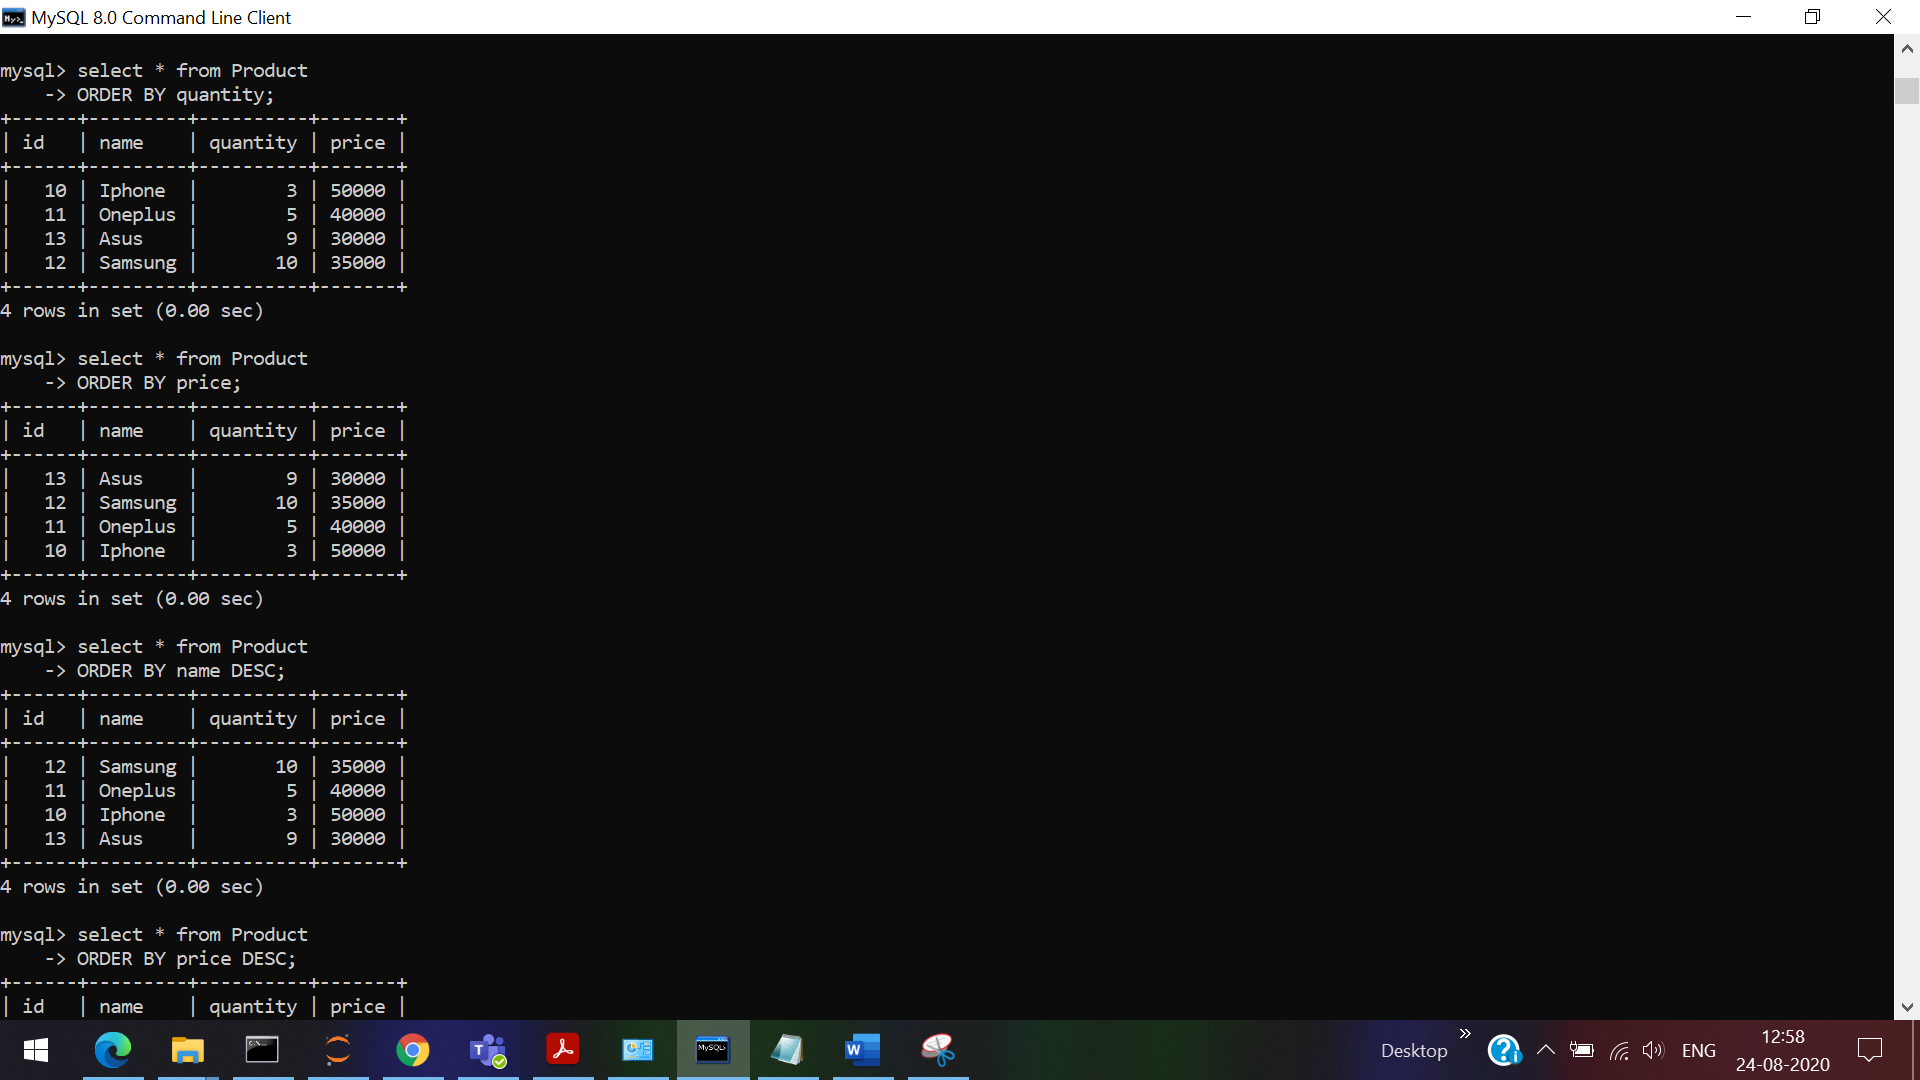 MySQL 8.0 Command Line Client
mysql> select * from Product
    -> ORDER BY quantity;
+------+---------+----------+-------+
| id   | name    | quantity | price |
+------+---------+----------+-------+
|   10 | Iphone  |        3 | 50000 |
|   11 | Oneplus |        5 | 40000 |
|   13 | Asus    |        9 | 30000 |
|   12 | Samsung |       10 | 35000 |
+------+---------+----------+-------+
4 rows in set (0.00 sec)
mysql> select * from Product
    -> ORDER BY price;
+------+---------+----------+-------+
| id   | name    | quantity | price |
+------+---------+----------+-------+
|   13 | Asus    |        9 | 30000 |
|   12 | Samsung |       10 | 35000 |
|   11 | Oneplus |        5 | 40000 |
|   10 | Iphone  |        3 | 50000 |
+------+---------+----------+-------+
4 rows in set (0.00 sec)
mysql> select * from Product
    -> ORDER BY name DESC;
+------+---------+----------+-------+
| id   | name    | quantity | price |
+------+---------+----------+-------+
|   12 | Samsung |       10 | 35000 |
|   11 | Oneplus |        5 | 40000 |
|   10 | Iphone  |        3 | 50000 |
|   13 | Asus    |        9 | 30000 |
+------+---------+----------+-------+
4 rows in set (0.00 sec)
mysql> select * from Product
    -> ORDER BY price DESC;
+------+---------+----------+-------+
| id   | name    | quantity | price |
Desktop
ENG
12:58
24-08-2020